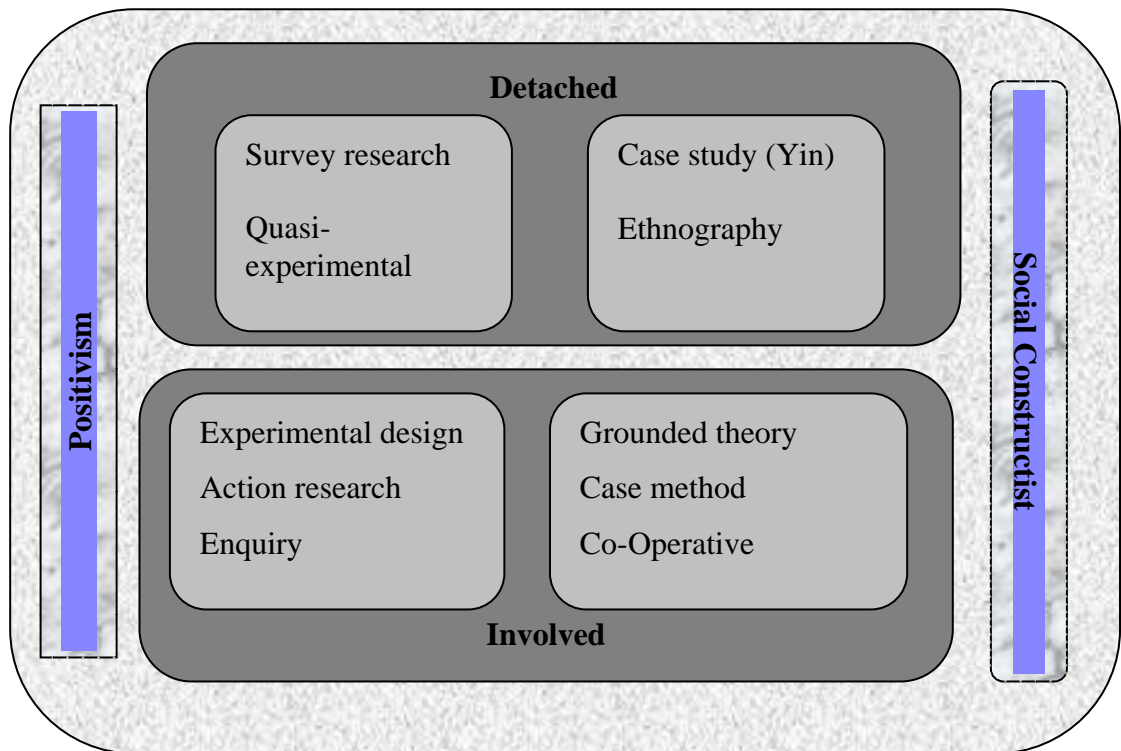 Detached
Survey research
Quasi-
experimental
Case study (Yin)
Ethnography
Positivism
Social Constructist
Experimental design
Action research
Enquiry
Grounded theory
Case method
Co-Operative
Involved